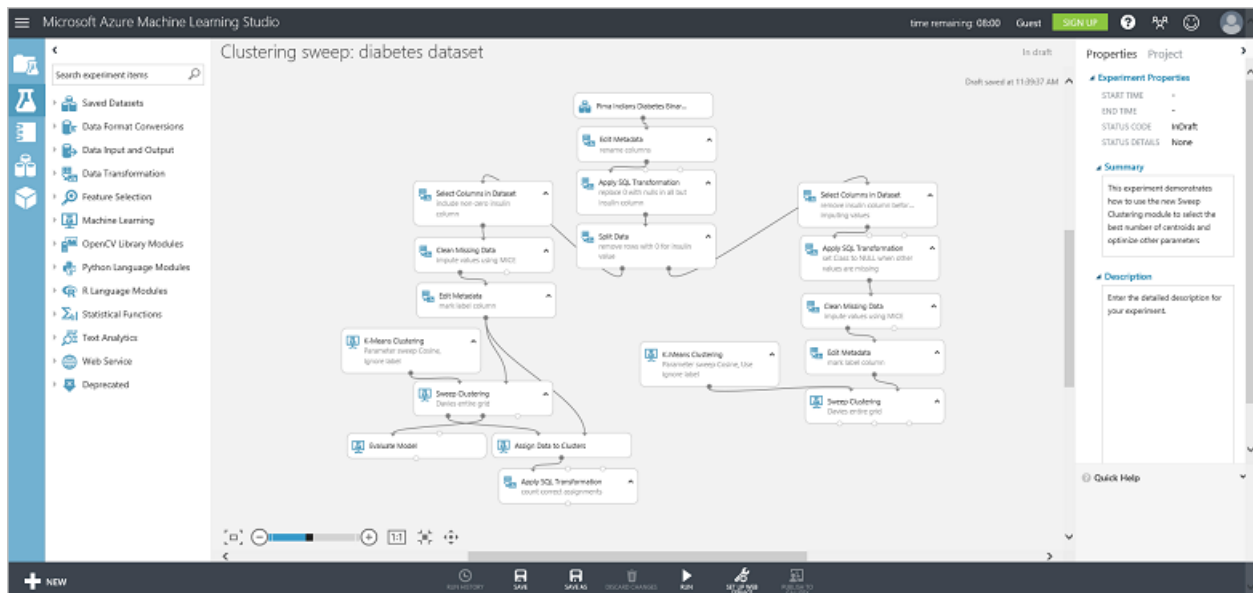 Microsoft Azure Machine Learning Studio
time remaining: 08:00 Guest SIGN UP
Search experiment items
Saved Datasets
Data Format Conversions
Data Input and Output
Data Transformation
Feature Selection
Machine Learning
OpenCV Library Modules
Python Language Modules
R Language Modules
Statistical Functions
Text Analytics
Web Service
Deprecated
Clustering sweep: diabetes dataset
In draft
Draft saved at 11:39:37 AM
Pima Indians Diabetes Binar...
Edit Metadata
rename columns
Apply SQL Transformation
replace 0 with nulls in all but
insulin column
Split Data
remove rows with 0 for insulin
value
Select Columns in Dataset
include non-zero insulin
column
Clean Missing Data
impute values using MICE
Edit Metadata
mark label column
K-Means Clustering
Parameter sweep Cosine,
Ignore label
Sweep Clustering
Davies entire grid
Evaluate Model
Assign Data to Clusters
Apply SQL Transformation
count correct assignments
Select Columns in Dataset
remove insulin column befor...
imputing values
Apply SQL Transformation
set Class to NULL when other
values are missing
Clean Missing Data
impute values using MICE
Edit Metadata
mark label column
K-Means Clustering
Parameter sweep Cosine, Use
Ignore label
Sweep Clustering
Davies entire grid
1:1
Properties Project
Experiment Properties
START TIME -
END TIME -
STATUS CODE InDraft
STATUS DETAILS None
Summary
This experiment demonstrates
how to use the new Sweep
Clustering module to select the
best number of centroids and
optimize other parameters
Description
Enter the detailed description for
your experiment.
Quick Help
NEW
RUN HISTORY
SAVE
SAVE AS
DISCARD CHANGES
RUN
SET UP WEB
PUBLISH TO